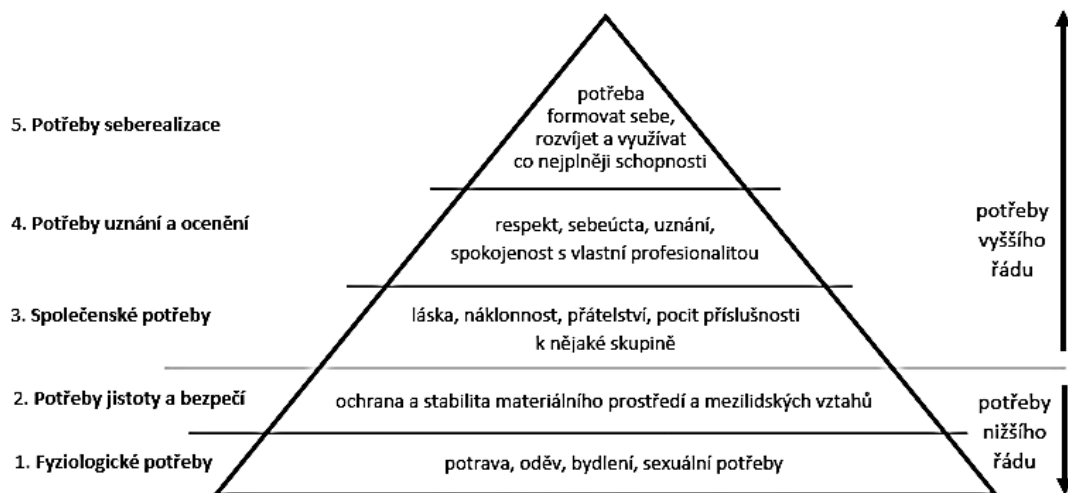 potřeba
formovat sebe,
rozvíjet a využívat
co nejplněji schopnosti
5. Potřeby seberealizace
4. Potřeby uznání a ocenění
respekt, sebeúcta, uznání,
spokojenost s vlastní profesionalitou
potřeby
vyššího
řádu
3. Společenské potřeby
láska, náklonnost, přátelství, pocit příslušnosti
k nějaké skupině
2. Potřeby jistoty a bezpečí
ochrana a stabilita materiálního prostředí a mezilidských vztahů
potřeby
nižšího
řádu
1. Fyziologické potřeby
potrava, oděv, bydlení, sexuální potřeby